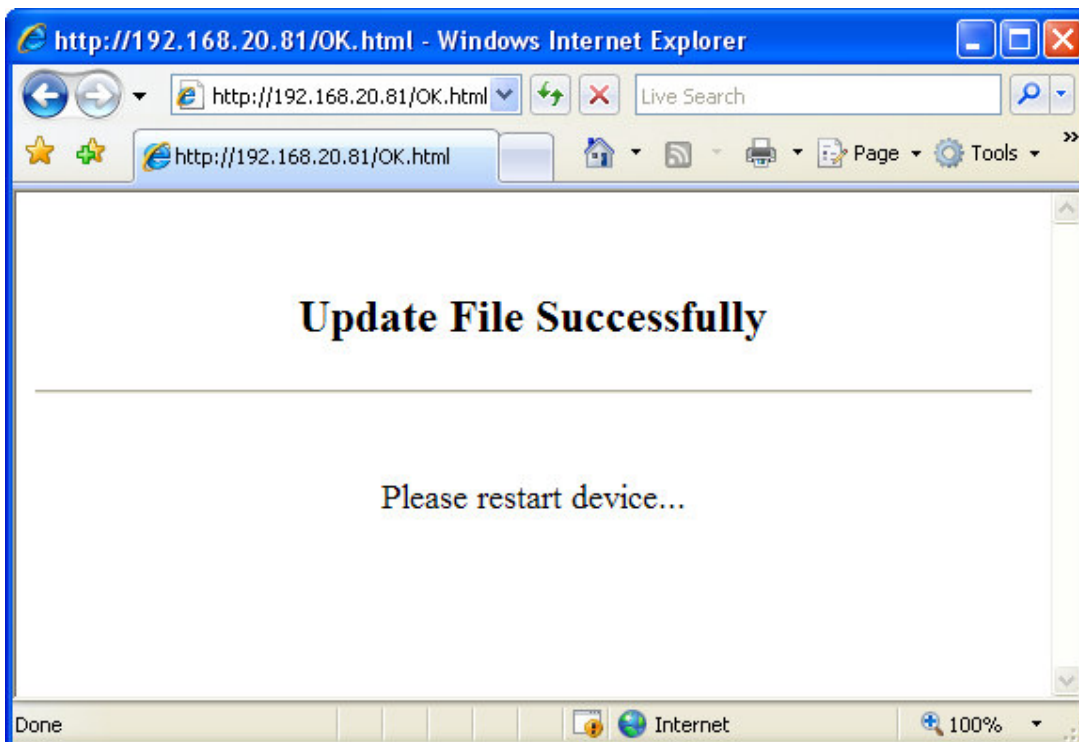 http://192.168.20.81/OK.html - Windows Internet Explorer
http://192.168.20.81/OK.html Live Search
http://192.168.20.81/OK.html Page Tools »
Update File Successfully
Please restart device...
Done Internet 100%